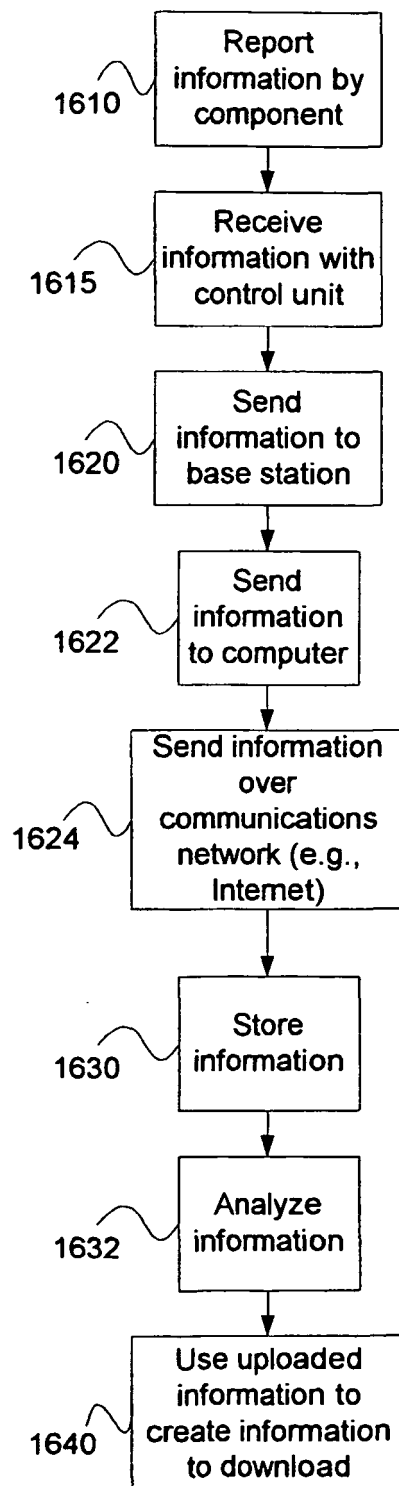 Report
information by
component
1610
Receive
information with
control unit
1615
Send
information to
base station
1620
Send
information
to computer
1622
Send information
over
communications
network (e.g.,
Internet)
1624
Store
information
1630
Analyze
information
1632
Use uploaded
information to
create information
to download
1640